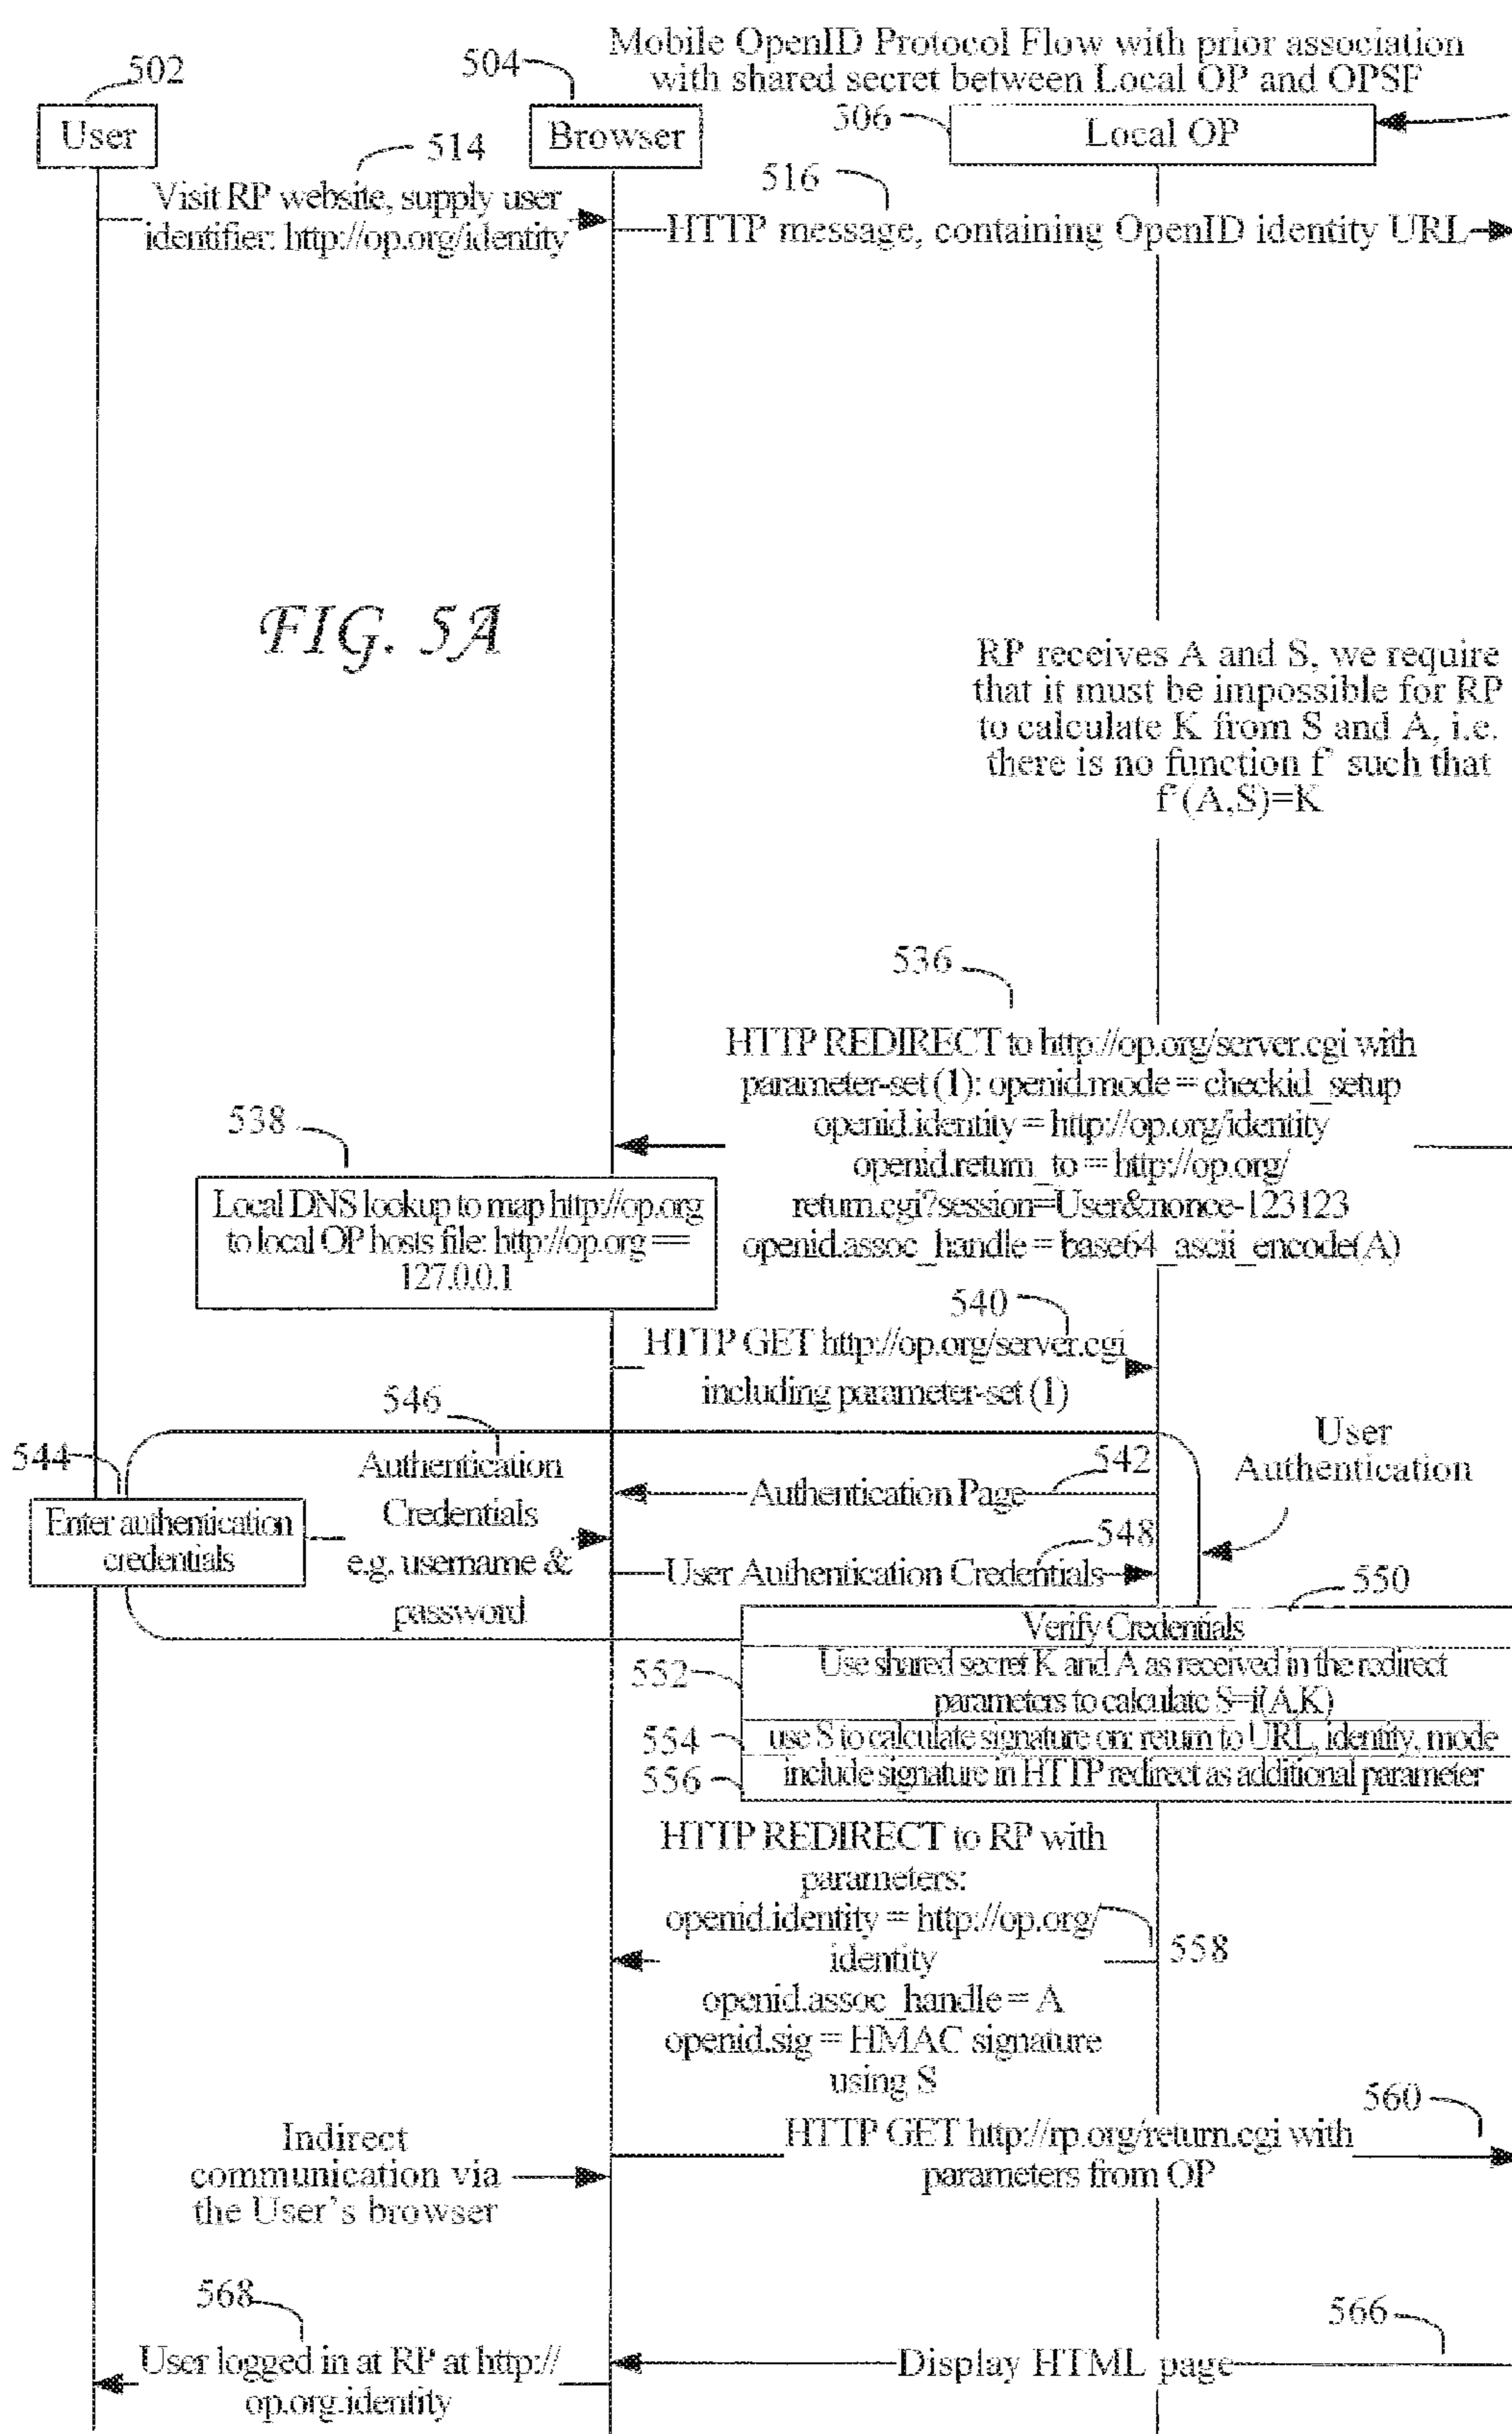 Mobile OpenID Protocol Flow with prior association
with shared secret between Local OP and OPSF
502
504
506
User
Browser
Local OP
514
516
Visit RP website, supply user
identifier: http://op.org/identity
HTTP message, containing OpenID identity URL
FIG. 5A
RP receives A and S, we require
that it must be impossible for RP
to calculate K from S and A, i.e.
there is no function f' such that
f'(A,S)=K
536
HTTP REDIRECT to http://op.org/server.cgi with
parameter-set (1): openid.mode = checkid_setup
openid.identity = http://op.org/identity
openid.return_to = http://op.org/
return.cgi?session=User&nonce-123123
openid.assoc_handle = base64_ascii_encode(A)
538
Local DNS lookup to map http://op.org
to local OP hosts file: http://op.org ==
127.0.0.1
540
HTTP GET http://op.org/server.cgi
including parameter-set (1)
546
544
User
Authentication
542
Authentication Page
Authentication
Credentials
e.g. username &
password
Enter authentication
credentials
548
User Authentication Credentials
550
Verify Credentials
552
Use shared secret K and A as received in the redirect
parameters to calculate S=f(A,K)
554
use S to calculate signature on: return to URL, identity, mode
556
include signature in HTTP redirect as additional parameter
HTTP REDIRECT to RP with
parameters:
openid.identity = http://op.org/
identity
openid.assoc_handle = A
openid.sig = HMAC signature
using S
558
560
Indirect
communication via
the User's browser
HTTP GET http://rp.org/return.cgi with
parameters from OP
568
566
User logged in at RP at http://
op.org.identity
Display HTML page